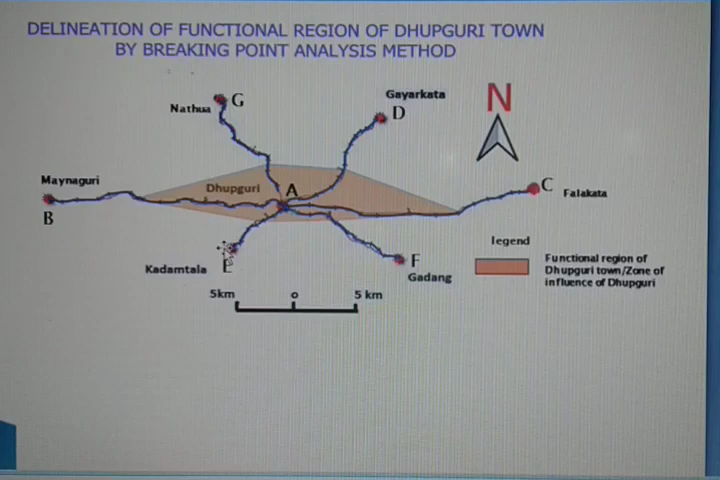 DELINEATION OF FUNCTIONAL REGION OF DHUPGURI TOWN
BY BREAKING POINT ANALYSIS METHOD
Nathua
G
Gayarkata
D
N
Maynaguri
B
Dhupguri
A
C
Falakata
Kadamtala
E
F
Gadang
legend
Functional region of
Dhupguri town/Zone of
influence of Dhupguri
5km o 5 km